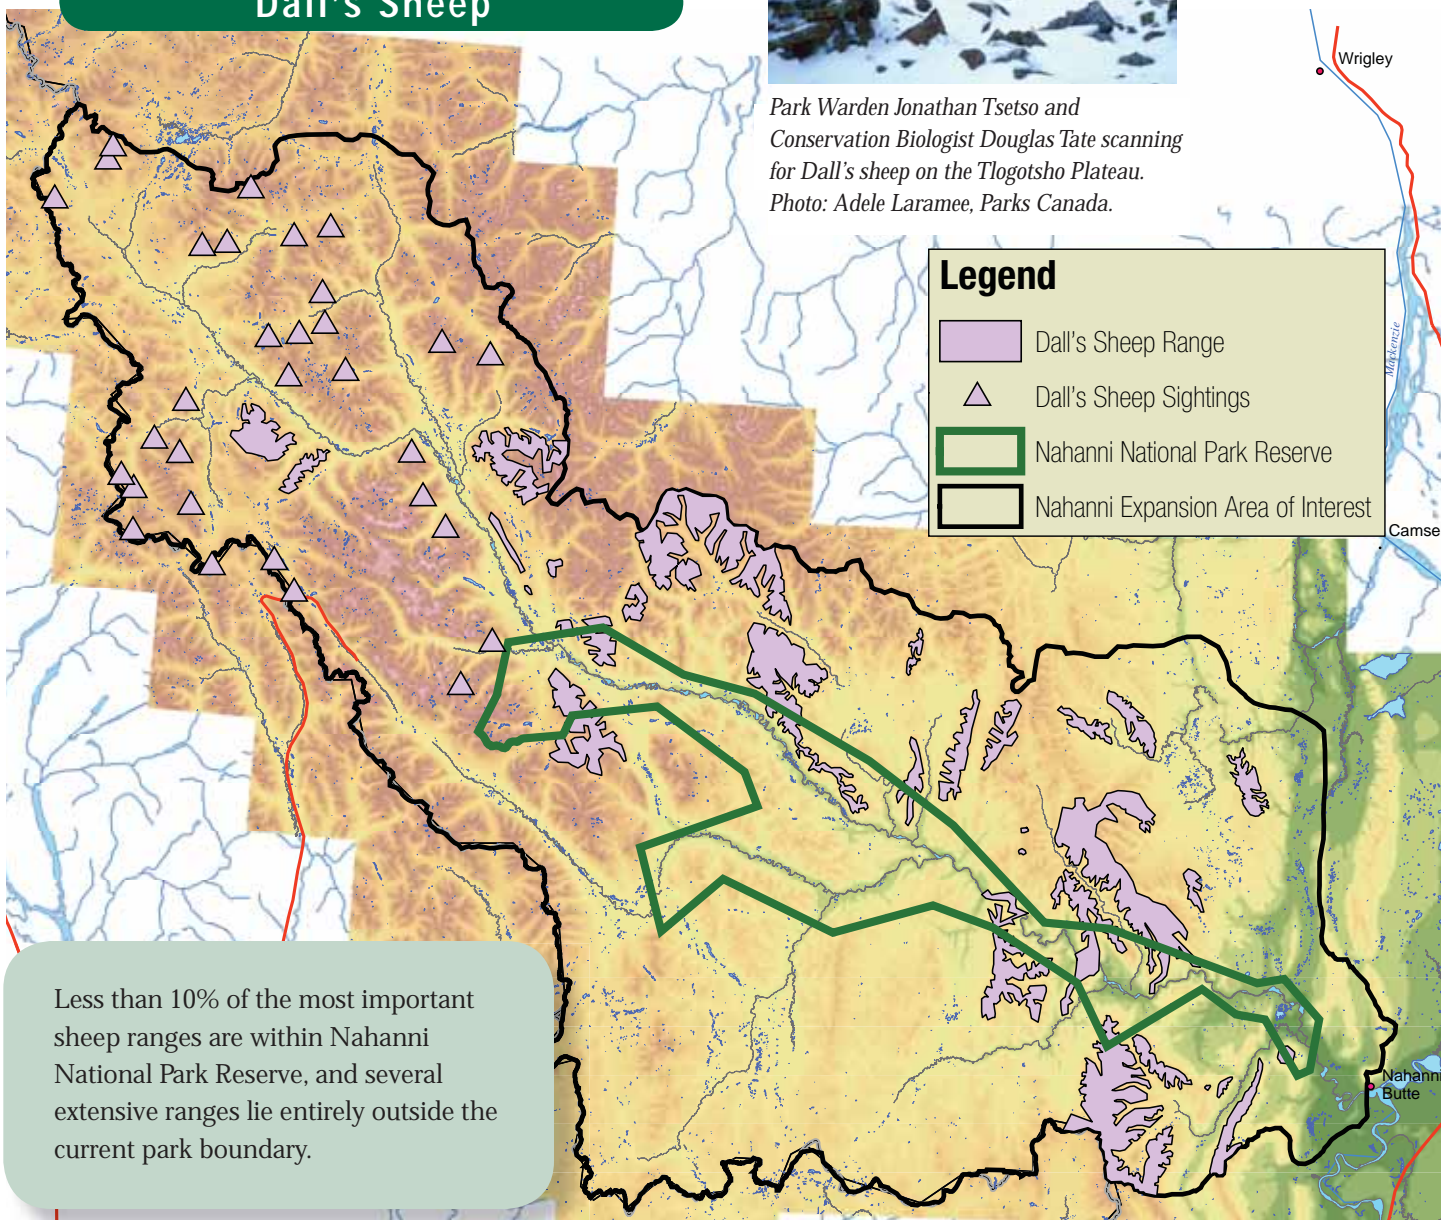 Dall's Sheep
Park Warden Jonathan Tsetso and
Conservation Biologist Douglas Tate scanning
for Dall's sheep on the Tlogotsho Plateau.
Photo: Adele Laramee, Parks Canada.
Wrigley
Legend
Dall's Sheep Range
Dall's Sheep Sightings
Nahanni National Park Reserve
Nahanni Expansion Area of Interest
Mackenzie
Camse
Nahanni
Butte
Less than 10% of the most important
sheep ranges are within Nahanni
National Park Reserve, and several
extensive ranges lie entirely outside the
current park boundary.